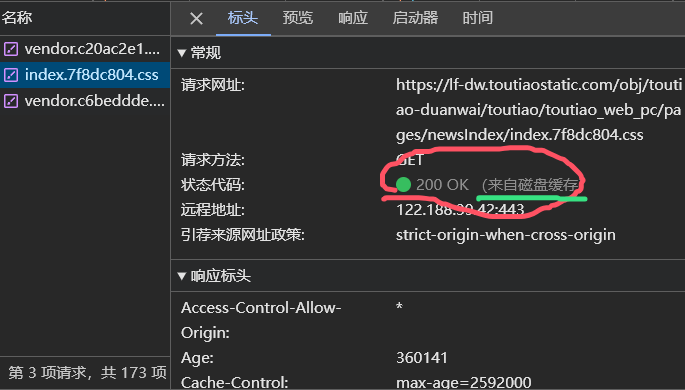 名称
标头 预览 响应 启动器 时间
vendor.c20ac2e1....
index.7f8dc804.css
vendor.c6beddde....
常规
请求网址: https://lf-dw.toutiaostatic.com/obj/touti
ao-duanwai/toutiao/toutiao_web_pc/pa
ges/newsIndex/index.7f8dc804.css
请求方法: GET
状态代码: 200 OK (来自磁盘缓存
远程地址: 122.188.39.42:443
引荐来源网址政策: strict-origin-when-cross-origin
响应标头
Access-Control-Allow- *
Origin:
Age: 360141
Cache-Control: max-age=2592000
第 3 项请求，共 173 项